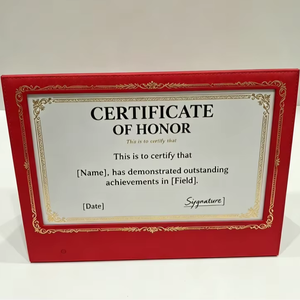 CERTIFICATE
OF HONOR
This is to certify that
This is to certify that
[Name], has demonstrated outstanding
achievements in [Field].
[Date]
Sygnature]